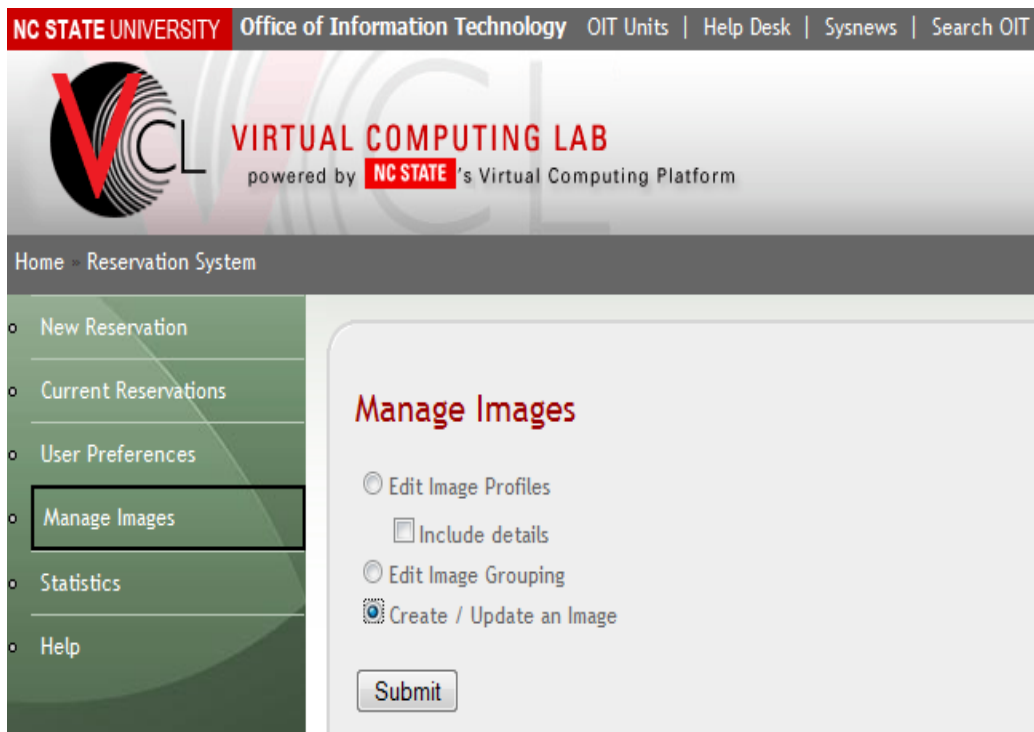 NC STATE UNIVERSITY Office of Information Technology OIT Units | Help Desk | Sysnews | Search OIT
VCL VIRTUAL COMPUTING LAB
powered by NC STATE's Virtual Computing Platform
Home » Reservation System
New Reservation
Current Reservations
User Preferences
Manage Images
Statistics
Help
Manage Images
Edit Image Profiles
Include details
Edit Image Grouping
Create / Update an Image
Submit